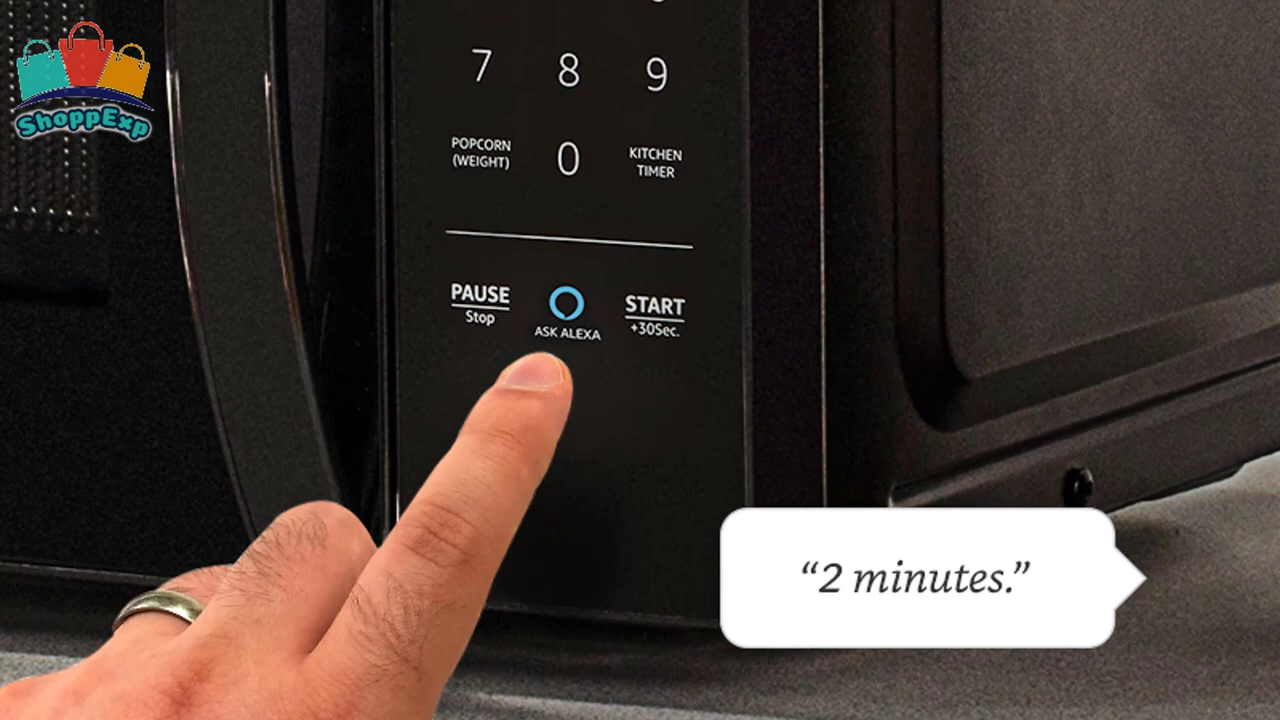 ShoppExp
7 8 9
POPCORN
(WEIGHT)
0
KITCHEN
TIMER
PAUSE
Stop
ASK ALEXA
START
+30Sec.
“2 minutes.”